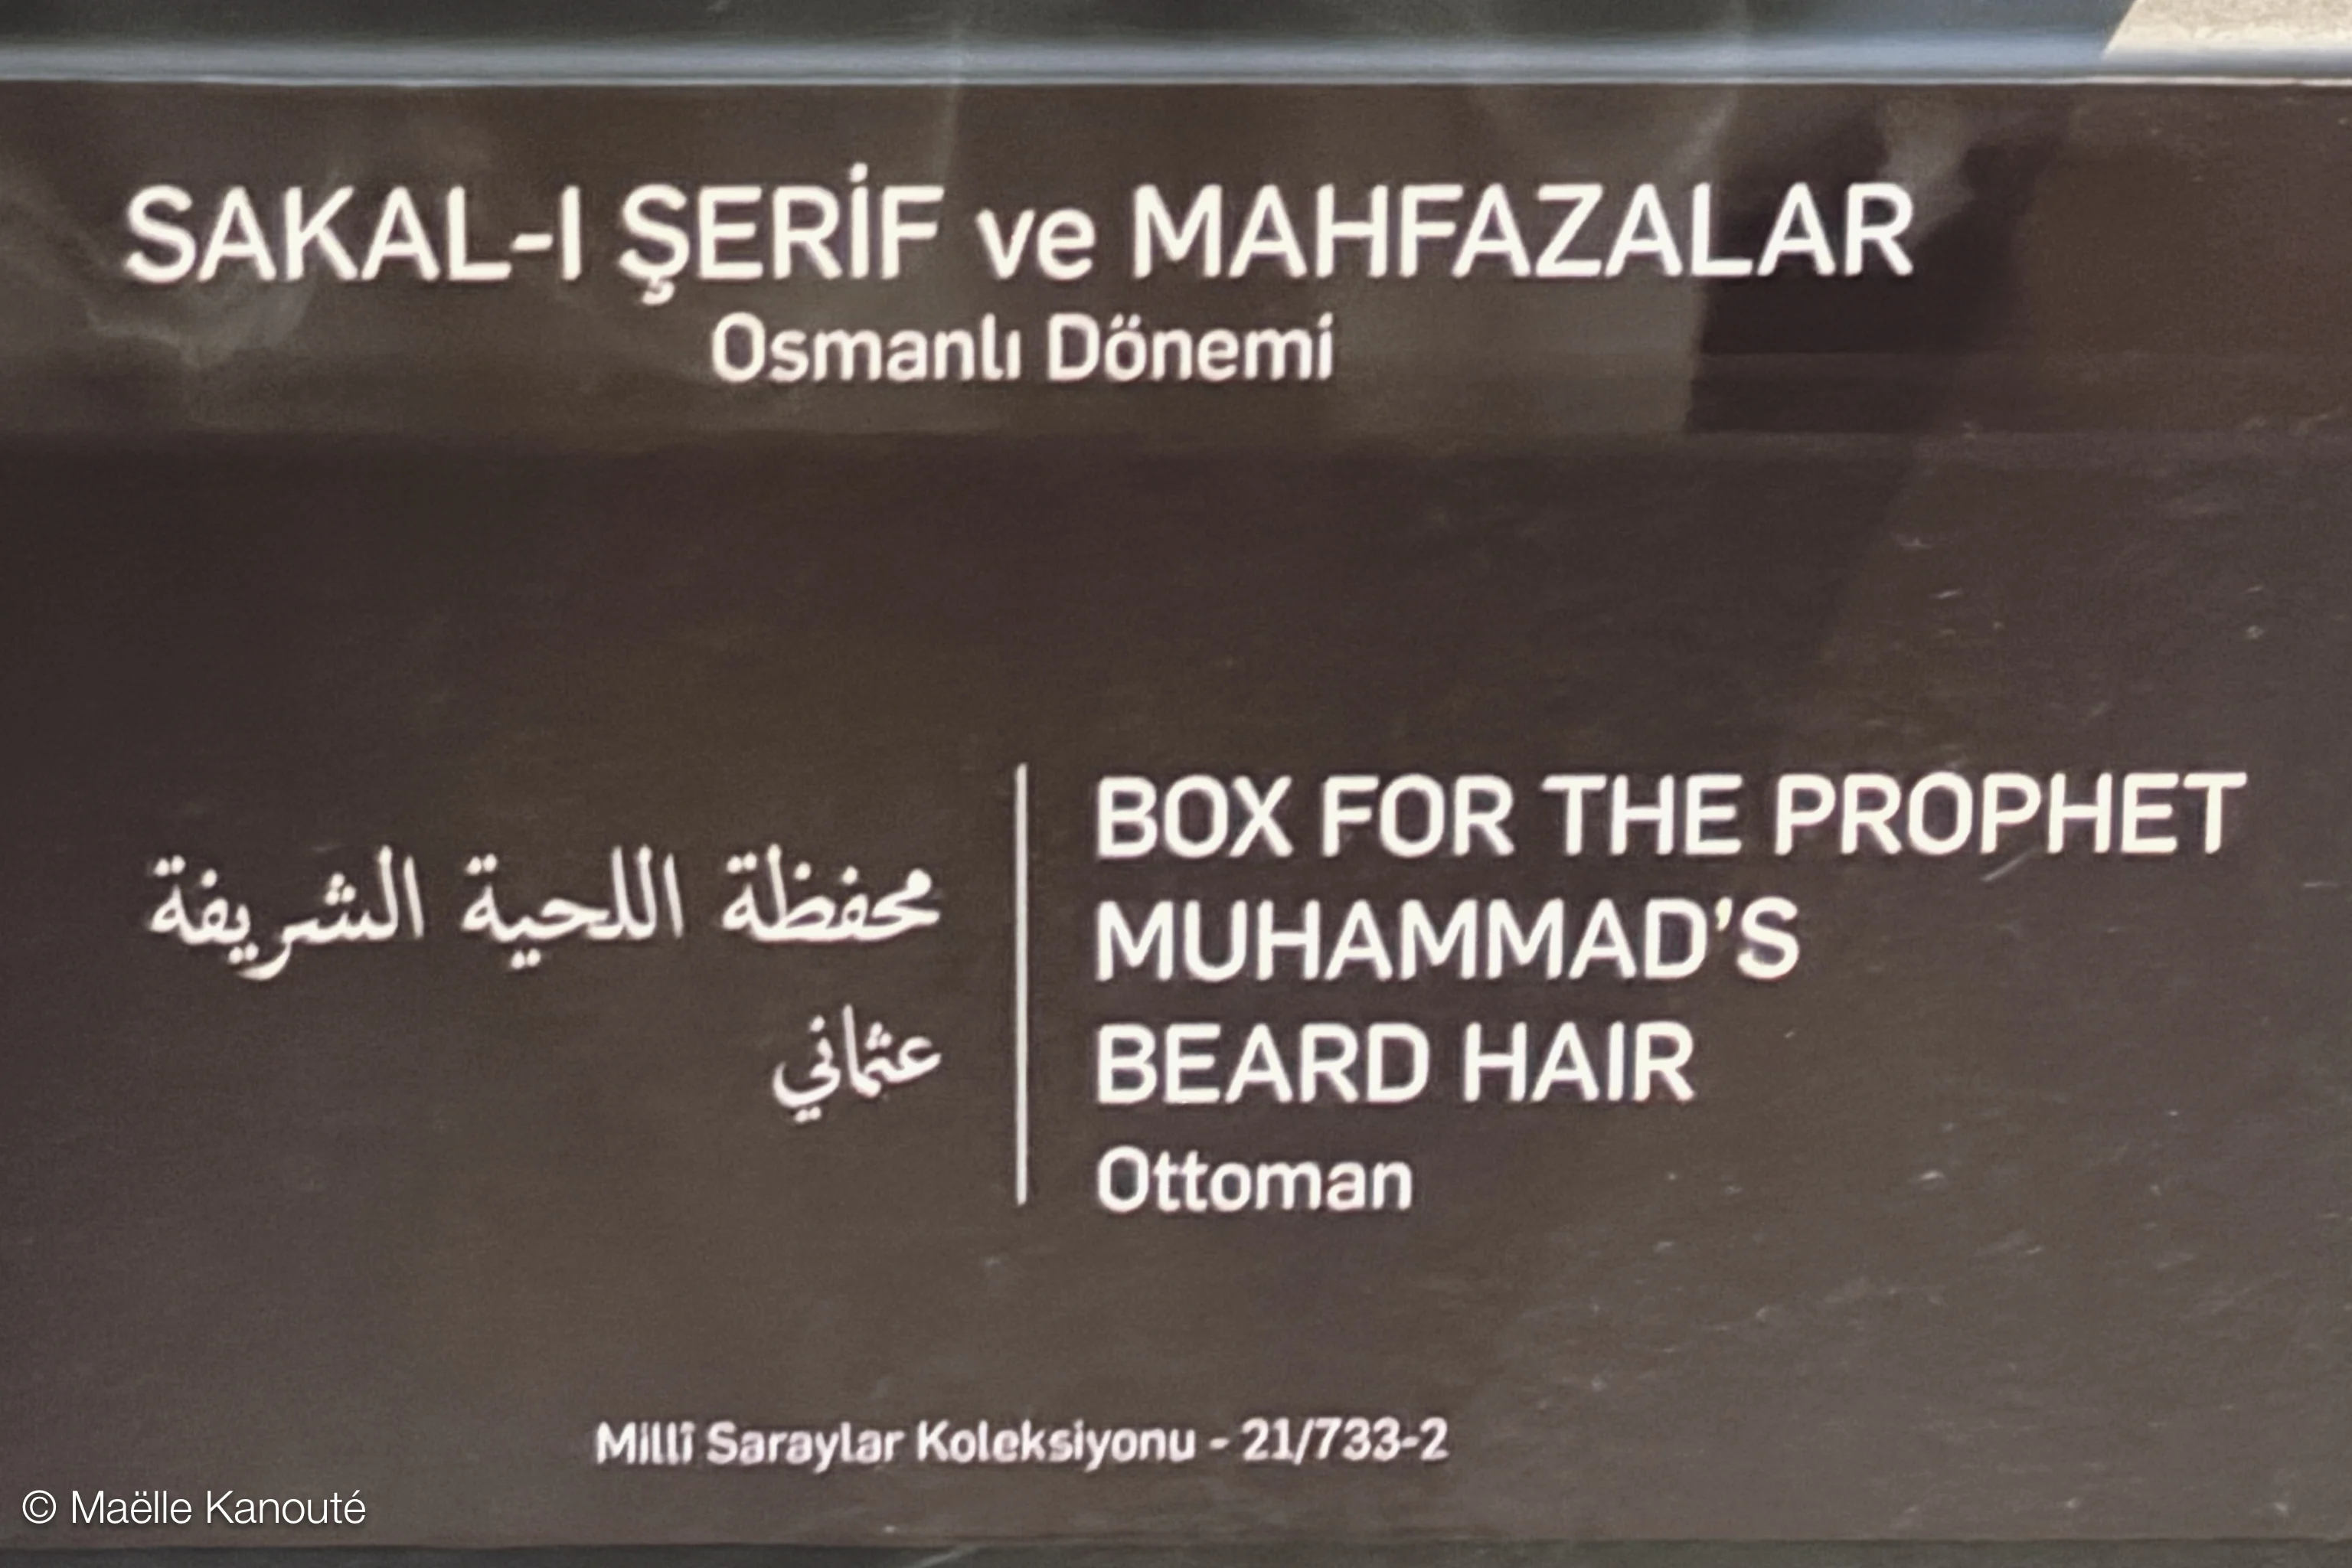 SAKAL-I ŞERİF ve MAHFAZALAR
Osmanlı Dönemi
محفظة اللحية الشريفة
عثماني
BOX FOR THE PROPHET
MUHAMMAD'S
BEARD HAIR
Ottoman
Millî Saraylar Koleksiyonu - 21/733-2
© Maëlle Kanouté